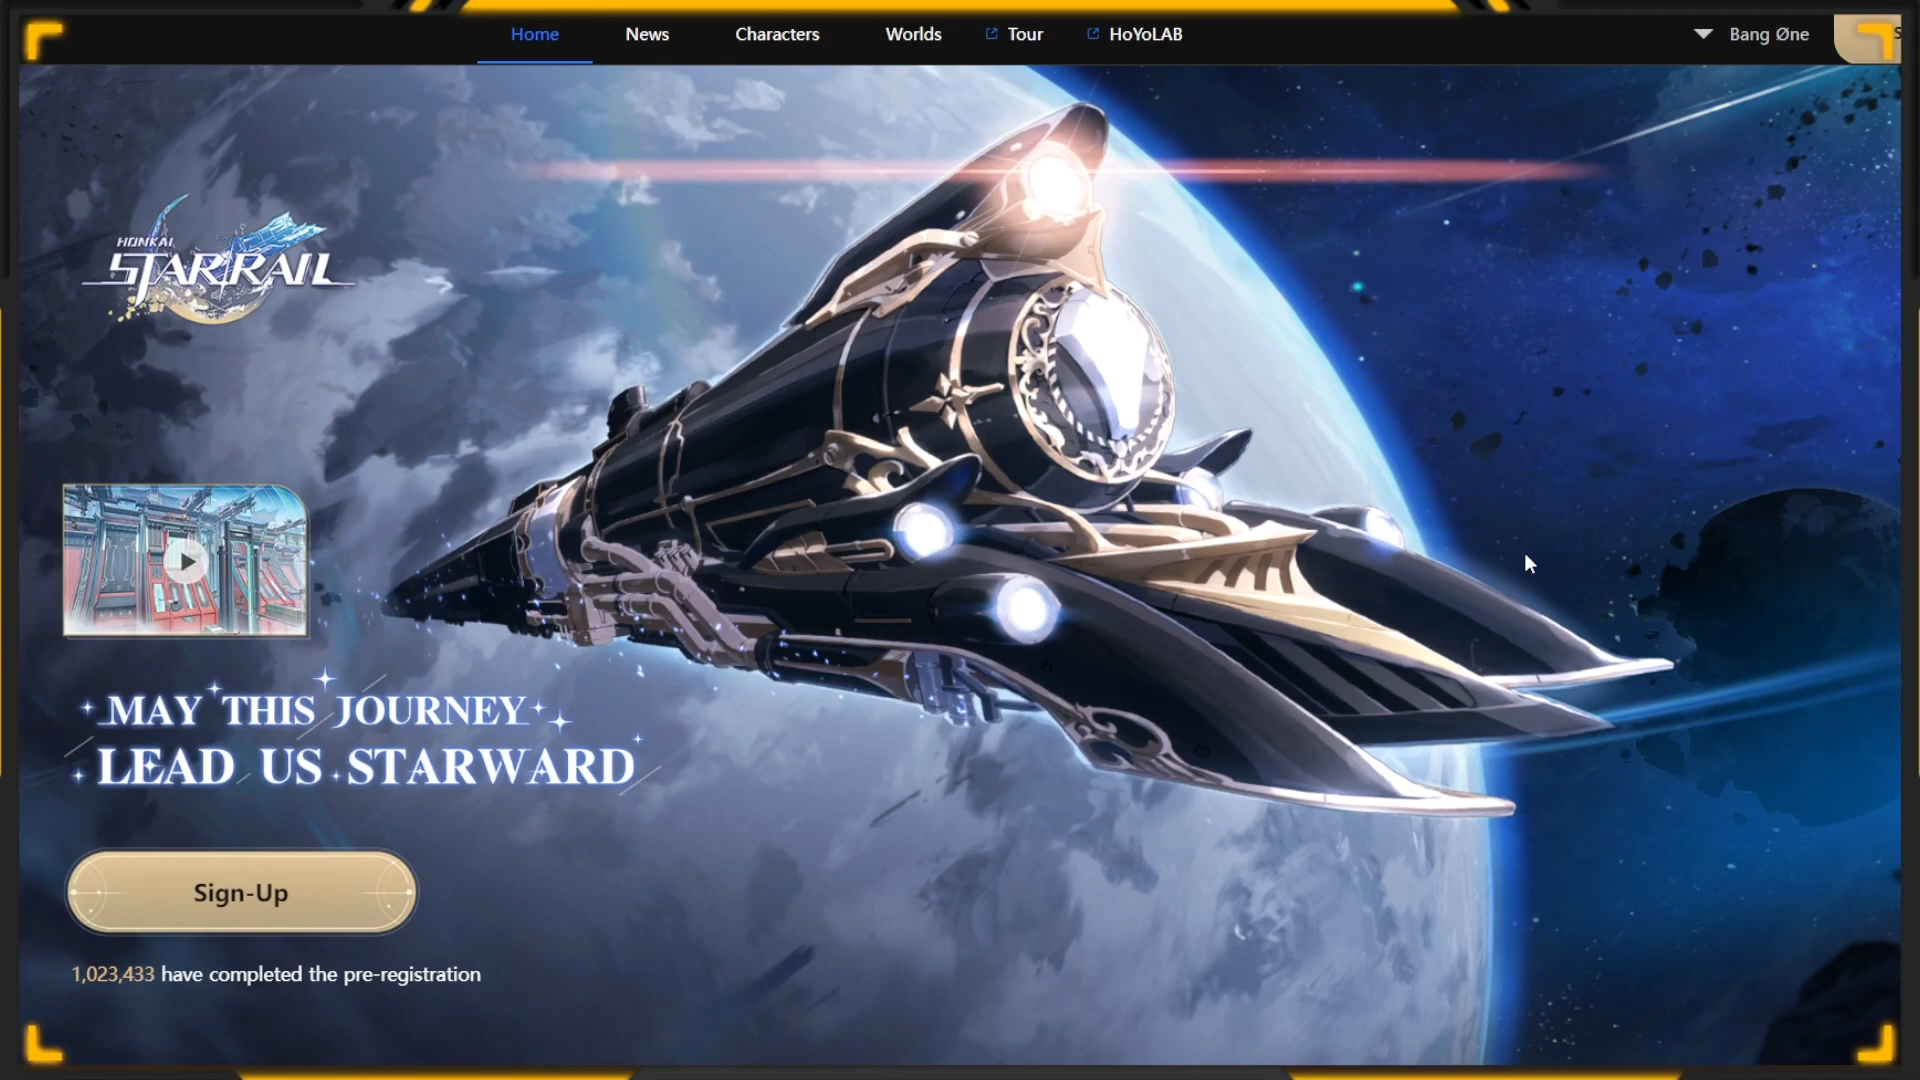 Home
News
Characters
Worlds
Tour
HoYoLAB
Bang Øne
HONKAI
STAR RAIL
MAY THIS JOURNEY
LEAD US STARWARD
Sign-Up
1,023,433 have completed the pre-registration